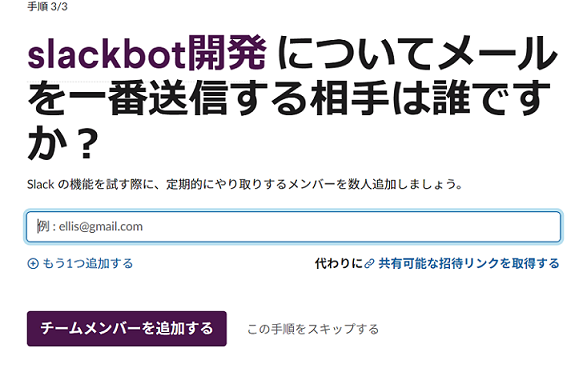 手順 3/3
slackbot開発 についてメール
を一番送信する相手は誰です
か？
Slack の機能を試す際に、定期的にやり取りするメンバーを数人追加しましょう。
例 : ellis@gmail.com
もう1つ追加する
代わりに 共有可能な招待リンクを取得する
チームメンバーを追加する
この手順をスキップする